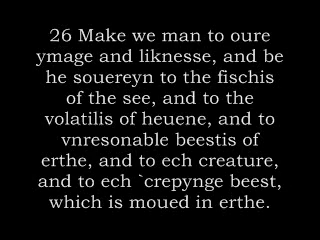 26 Make we man to oure
ymage and liknesse, and be
he souereyn to the fischis
of the see, and to the
volatilis of heuene, and to
vnresonable beestis of
erthe, and to ech creature,
and to ech `crepynge beest,
which is moued in erthe.